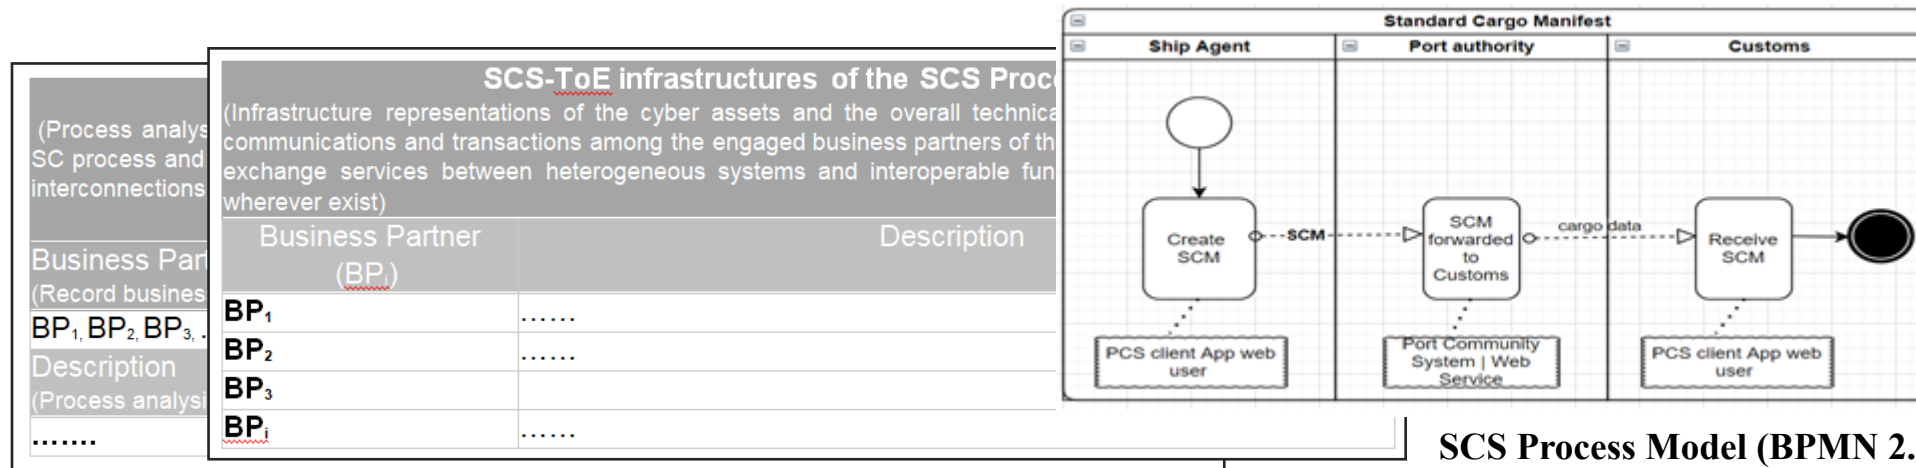 (Process analys
SC process and
interconnections
Business Part
(Record busines
BP1, BP2, BP3, .
Description
(Process analysi
.......
SCS-ToE infrastructures of the SCS Proc
(Infrastructure representations of the cyber assets and the overall technica
communications and transactions among the engaged business partners of th
exchange services between heterogeneous systems and interoperable fun
wherever exist)
Business Partner
(BPi)
Description
BP1
......
BP2
......
BP3
BPi
......
Standard Cargo Manifest
Ship Agent
Port authority
Customs
Create
SCM
SCM
SCM
forwarded
to
Customs
cargo data
Receive
SCM
PCS client App web
user
Port Community
System | Web
Service
PCS client App web
user
SCS Process Model (BPMN 2.